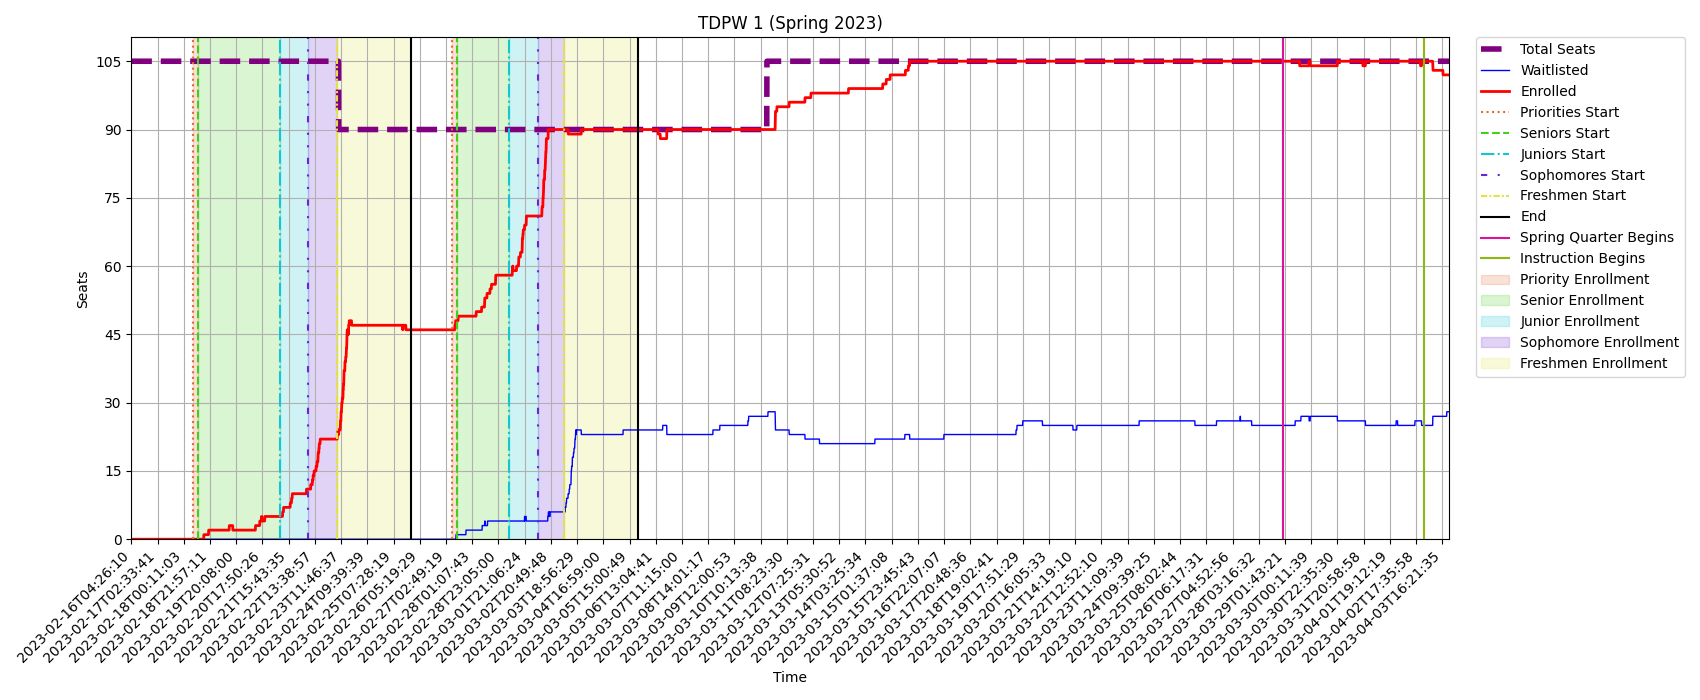 TDPW 1 (Spring 2023)
Seats
105
90
75
60
45
30
15
0
2023-02-16T04:26:10
2023-02-17T02:33:41
2023-02-18T00:11:03
2023-02-18T21:57:11
2023-02-19T20:08:00
2023-02-20T17:50:26
2023-02-21T15:43:35
2023-02-22T13:38:57
2023-02-23T11:46:37
2023-02-24T09:39:39
2023-02-25T07:28:19
2023-02-26T05:19:29
2023-02-27T02:49:19
2023-02-28T01:07:43
2023-02-28T23:05:00
2023-03-01T21:06:24
2023-03-02T20:49:48
2023-03-03T18:56:29
2023-03-04T16:59:00
2023-03-05T15:00:49
2023-03-06T13:04:41
2023-03-07T11:15:00
2023-03-08T14:01:17
2023-03-09T12:00:53
2023-03-10T10:13:38
2023-03-11T08:23:30
2023-03-12T07:25:31
2023-03-13T05:30:52
2023-03-14T03:25:34
2023-03-15T01:37:08
2023-03-15T23:45:43
2023-03-16T22:07:07
2023-03-17T20:48:36
2023-03-18T19:02:41
2023-03-19T17:51:29
2023-03-20T16:05:33
2023-03-21T14:19:10
2023-03-22T12:52:10
2023-03-23T11:09:39
2023-03-24T09:39:25
2023-03-25T08:02:44
2023-03-26T06:17:31
2023-03-27T04:52:56
2023-03-28T03:16:32
2023-03-29T01:43:21
2023-03-30T00:11:39
2023-03-30T22:35:30
2023-03-31T20:58:58
2023-04-01T19:12:19
2023-04-02T17:35:58
2023-04-03T16:21:35
Time
Total Seats
Waitlisted
Enrolled
Priorities Start
Seniors Start
Juniors Start
Sophomores Start
Freshmen Start
End
Spring Quarter Begins
Instruction Begins
Priority Enrollment
Senior Enrollment
Junior Enrollment
Sophomore Enrollment
Freshmen Enrollment